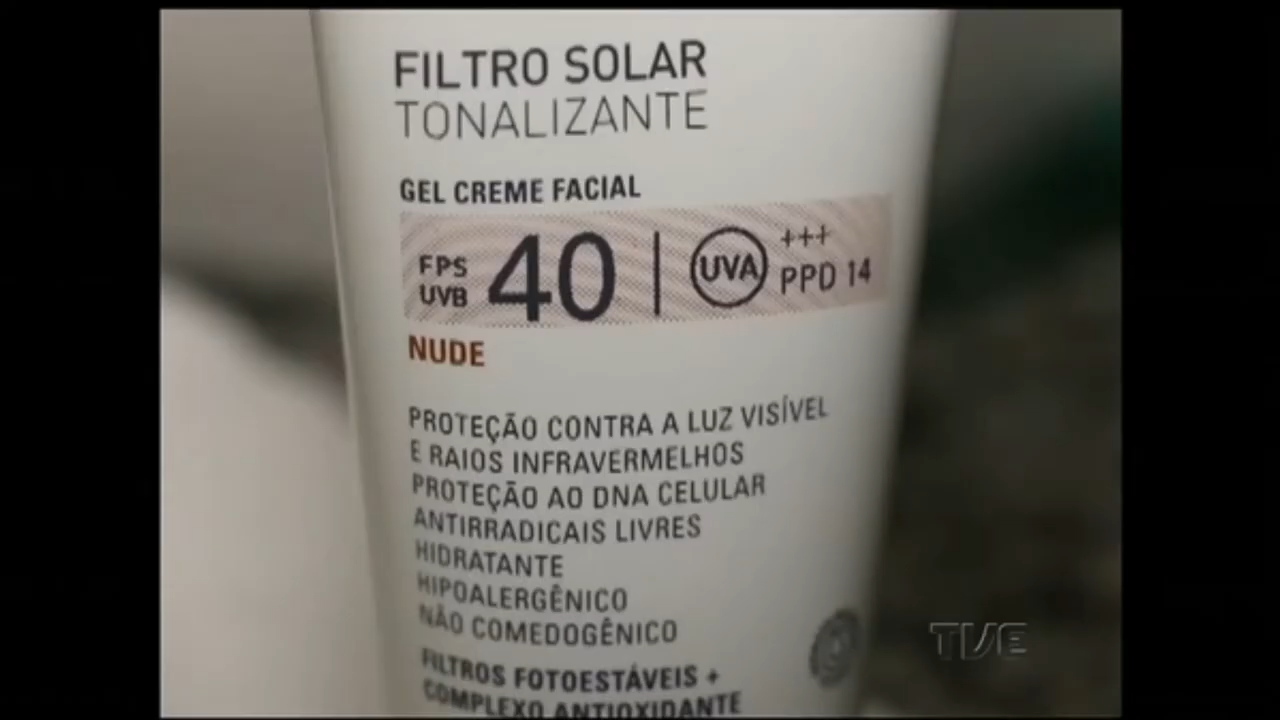 FILTRO SOLAR
TONALIZANTE
GEL CREME FACIAL
FPS
UVB
40
UVA
+++
PPD 14
NUDE
PROTEÇÃO CONTRA A LUZ VISÍVEL
E RAIOS INFRAVERMELHOS
PROTEÇÃO AO DNA CELULAR
ANTIRRADICAIS LIVRES
HIDRATANTE
HIPOALERGÊNICO
NÃO COMEDOGÊNICO
FILTROS FOTOESTÁVEIS +
COMPLEXO ANTIOXIDANTE
TVE